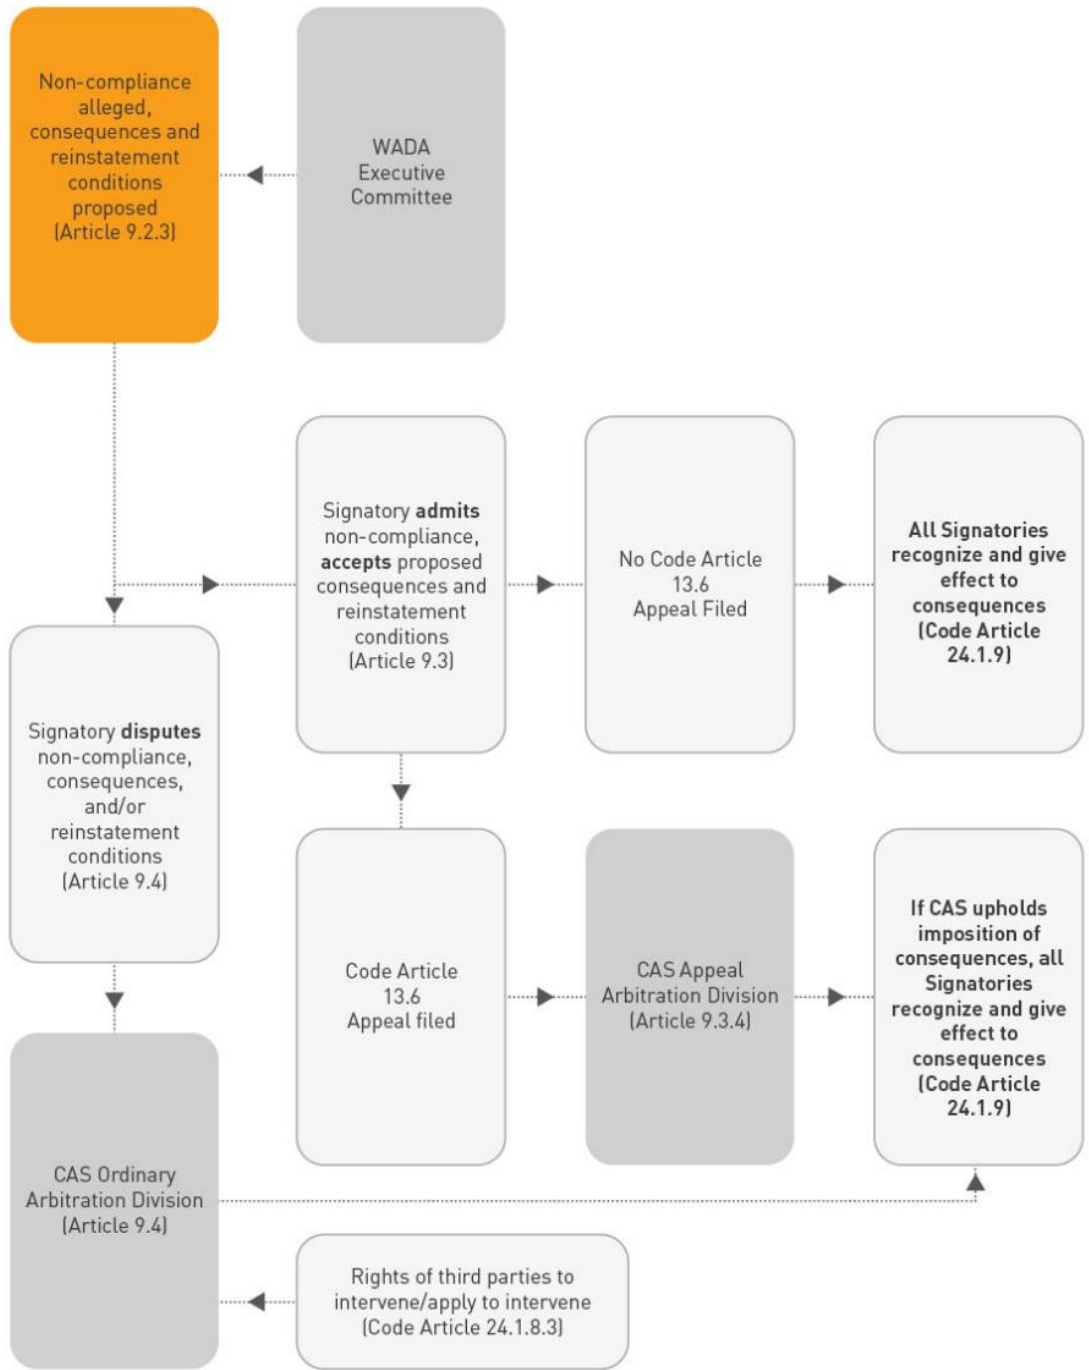 Non-compliance
alleged,
consequences and
reinstatement
conditions
proposed
(Article 9.2.3)
WADA
Executive
Committee
Signatory admits
non-compliance,
accepts proposed
consequences and
reinstatement
conditions
(Article 9.3)
No Code Article
13.6
Appeal Filed
All Signatories
recognize and give
effect to
consequences
(Code Article
24.1.9)
Signatory disputes
non-compliance,
consequences,
and/or
reinstatement
conditions
(Article 9.4)
Code Article
13.6
Appeal filed
CAS Appeal
Arbitration Division
(Article 9.3.4)
If CAS upholds
imposition of
consequences, all
Signatories
recognize and give
effect to
consequences
(Code Article
24.1.9)
CAS Ordinary
Arbitration Division
(Article 9.4)
Rights of third parties to
intervene/apply to intervene
(Code Article 24.1.8.3)